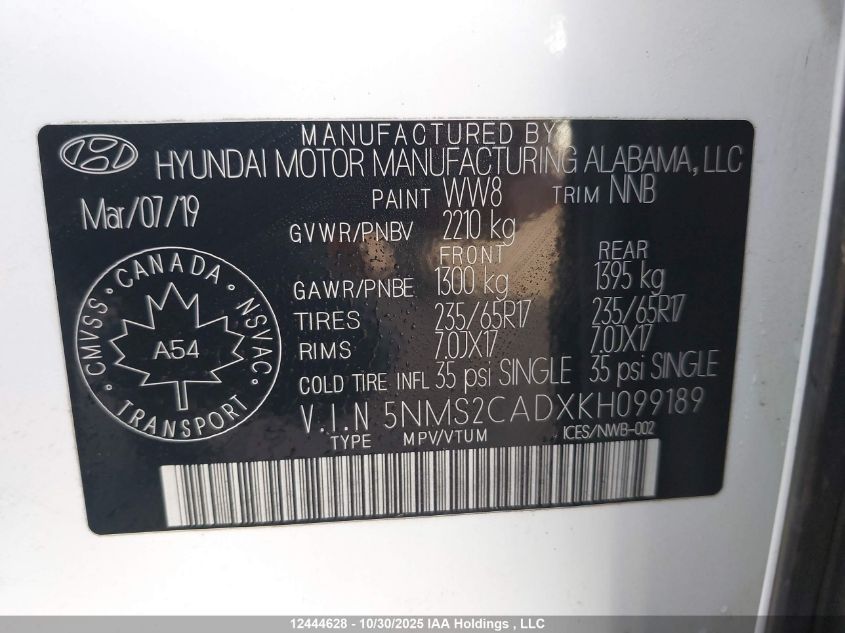 MANUFACTURED BY
HYUNDAI MOTOR MANUFACTURING ALABAMA, LLC
Mar/07/19
PAINT WW8 TRIM NNB
GVWR/PNBV 2210 kg
FRONT REAR
GAWR/PNBE 1300 kg 1395 kg
TIRES 235/65R17 235/65R17
RIMS 7.0JX17 7.0JX17
COLD TIRE INFL 35 psi SINGLE 35 psi SINGLE
V.I.N 5NMS2CADXKH099189
TYPE MPV/VTUM ICES/NWB-002
CANADA
CMVSS NSVAC
A54
TRANSPORT
12444628 - 10/30/2025 IAA Holdings , LLC